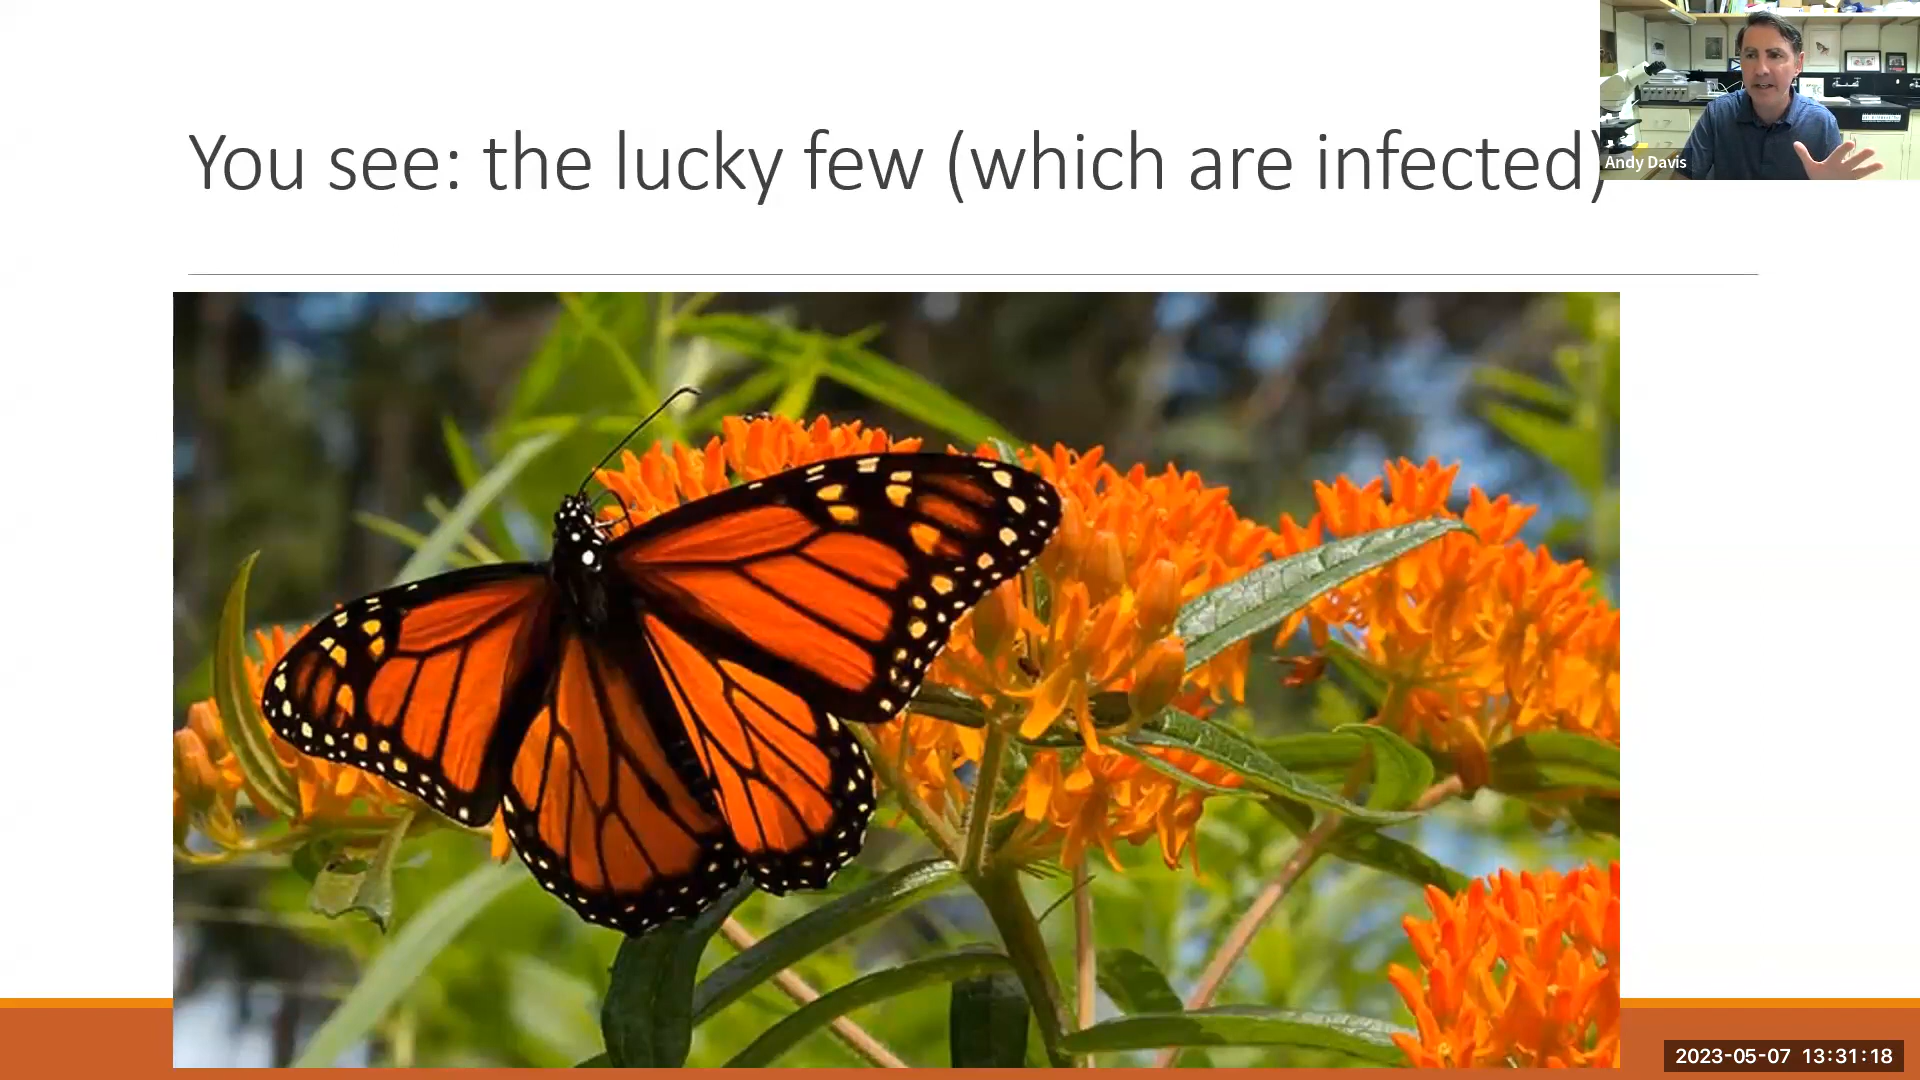 You see: the lucky few (which are infected)
Andy Davis
2023-05-07 13:31:18